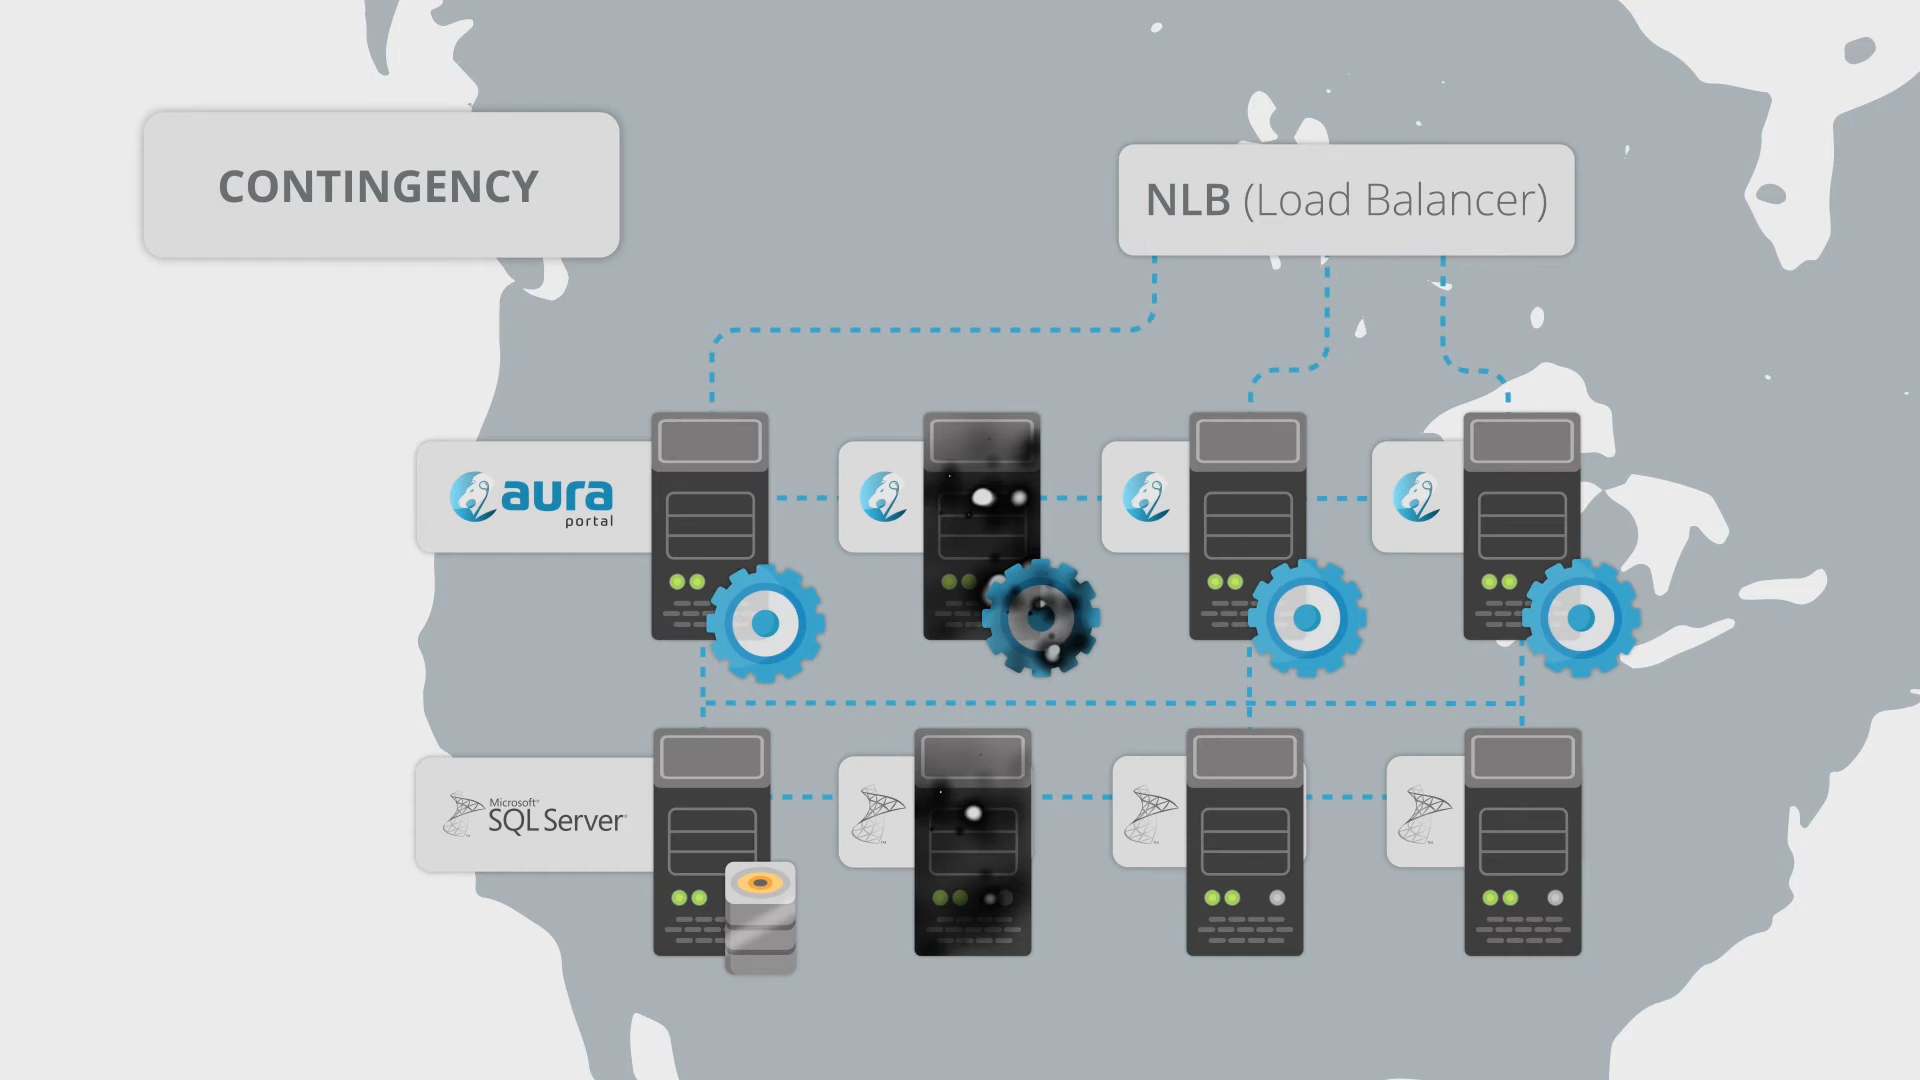 CONTINGENCY
NLB (Load Balancer)
aura
portal
Microsoft®
SQL Server®